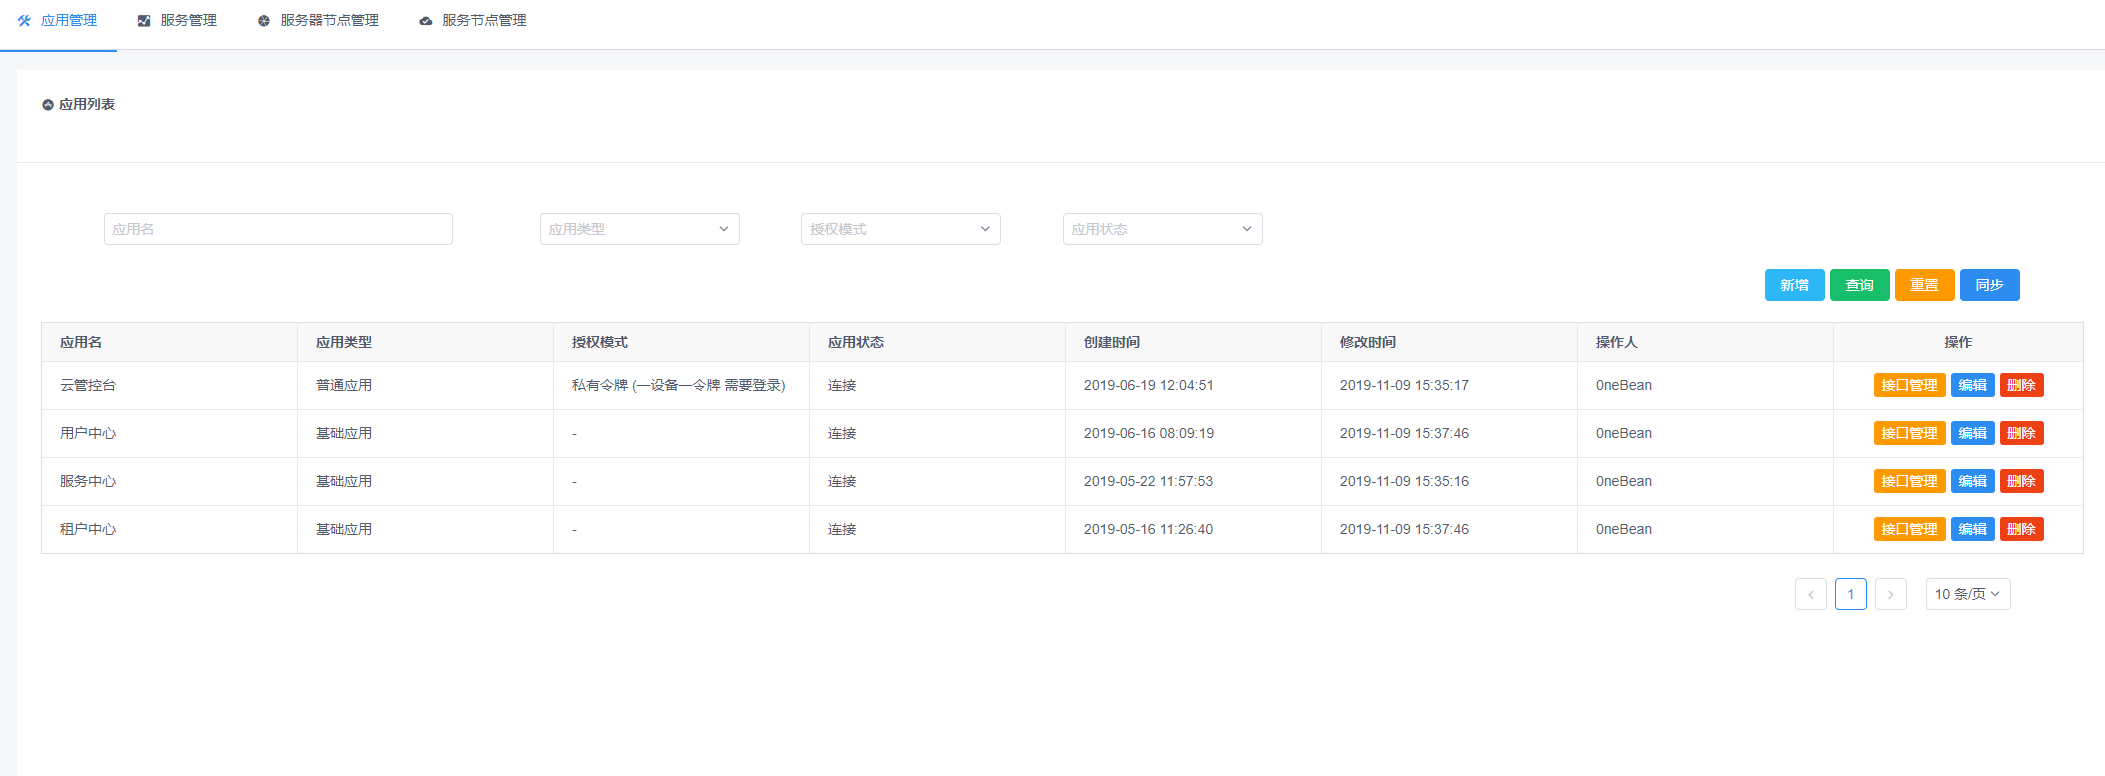 应用管理 服务管理 服务器节点管理 服务节点管理
应用列表
应用名 应用类型 授权模式 应用状态
新增 查询 重置 同步
应用名 应用类型 授权模式 应用状态 创建时间 修改时间 操作人 操作
云管控台 普通应用 私有令牌 (一设备一令牌 需要登录) 连接 2019-06-19 12:04:51 2019-11-09 15:35:17 0neBean 接口管理 编辑 删除
用户中心 基础应用 - 连接 2019-06-16 08:09:19 2019-11-09 15:37:46 0neBean 接口管理 编辑 删除
服务中心 基础应用 - 连接 2019-05-22 11:57:53 2019-11-09 15:35:16 0neBean 接口管理 编辑 删除
租户中心 基础应用 - 连接 2019-05-16 11:26:40 2019-11-09 15:37:46 0neBean 接口管理 编辑 删除
1 10 条/页